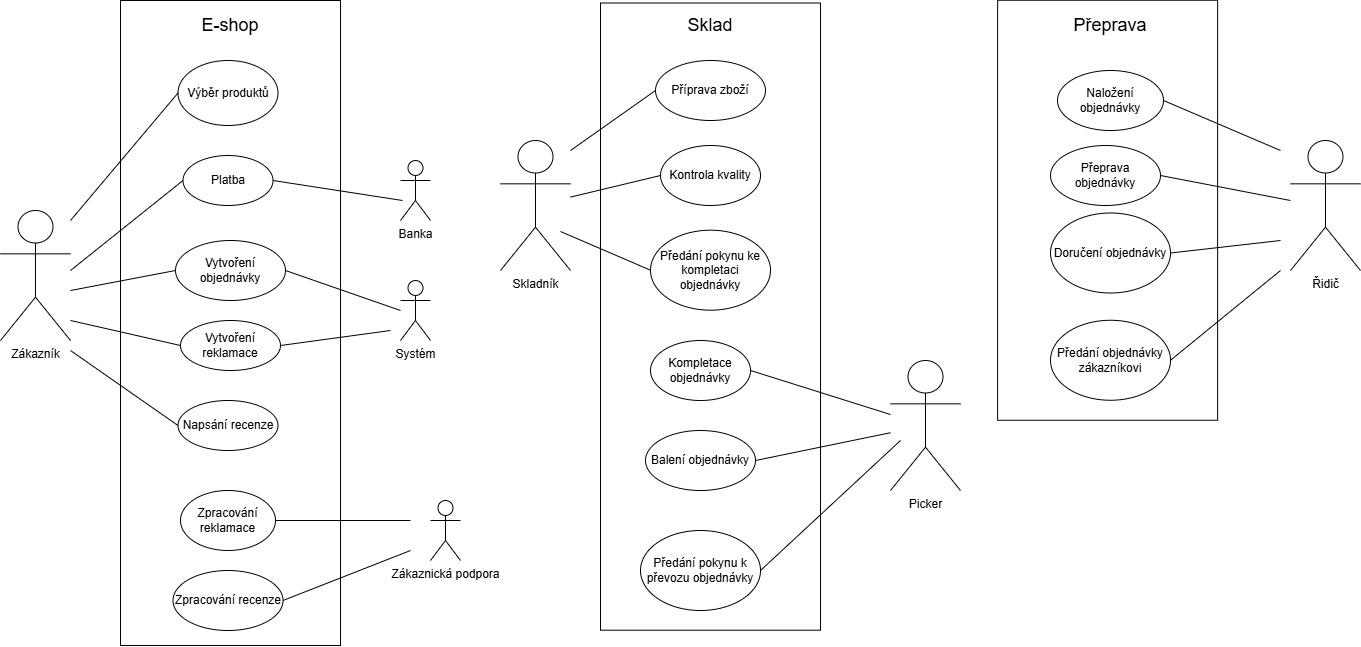 E-shop
Výběr produktů
Platba
Vytvoření
objednávky
Vytvoření
reklamace
Napsání recenze
Zpracování
reklamace
Zpracování recenze
Zákazník
Banka
Systém
Zákaznická podpora
Sklad
Příprava zboží
Kontrola kvality
Předání pokynu ke
kompletaci
objednávky
Kompletace
objednávky
Balení objednávky
Předání pokynu k
převozu objednávky
Skladník
Picker
Přeprava
Naložení
objednávky
Přeprava
objednávky
Doručení objednávky
Předání objednávky
zákazníkovi
Řidič